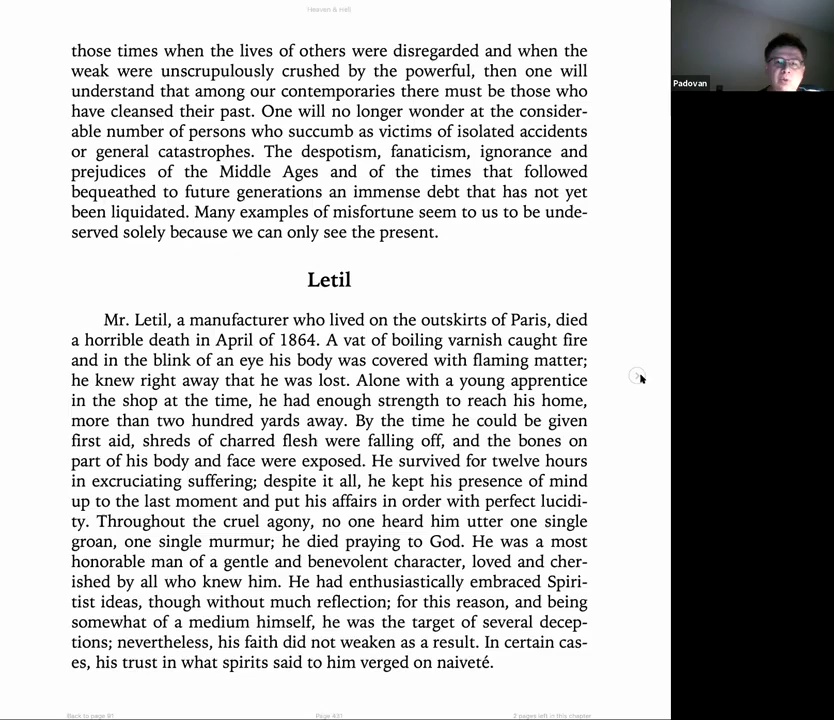 Heaven & Hell
those times when the lives of others were disregarded and when the
weak were unscrupulously crushed by the powerful, then one will
understand that among our contemporaries there must be those who
have cleansed their past. One will no longer wonder at the consider-
able number of persons who succumb as victims of isolated accidents
or general catastrophes. The despotism, fanaticism, ignorance and
prejudices of the Middle Ages and of the times that followed
bequeathed to future generations an immense debt that has not yet
been liquidated. Many examples of misfortune seem to us to be unde-
served solely because we can only see the present.
Letil
Mr. Letil, a manufacturer who lived on the outskirts of Paris, died
a horrible death in April of 1864. A vat of boiling varnish caught fire
and in the blink of an eye his body was covered with flaming matter;
he knew right away that he was lost. Alone with a young apprentice
in the shop at the time, he had enough strength to reach his home,
more than two hundred yards away. By the time he could be given
first aid, shreds of charred flesh were falling off, and the bones on
part of his body and face were exposed. He survived for twelve hours
in excruciating suffering; despite it all, he kept his presence of mind
up to the last moment and put his affairs in order with perfect lucidi-
ty. Throughout the cruel agony, no one heard him utter one single
groan, one single murmur; he died praying to God. He was a most
honorable man of a gentle and benevolent character, loved and cher-
ished by all who knew him. He had enthusiastically embraced Spiri-
tist ideas, though without much reflection; for this reason, and being
somewhat of a medium himself, he was the target of several decep-
tions; nevertheless, his faith did not weaken as a result. In certain cas-
es, his trust in what spirits said to him verged on naiveté.
Back to page 91
Page 431
2 pages left in this chapter
Padovan